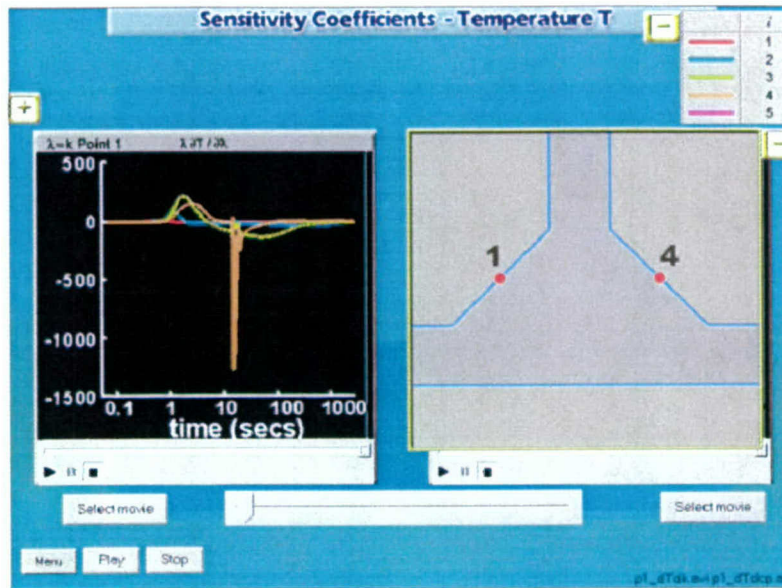 Sensitivity Coefficients - Temperature T
i
1
2
3
4
5
λ=k Point 1
λ ∂T/∂λ
500
0
-500
-1000
-1500
0.1 1 10 100 1000
time (secs)
1
4
Select movie
Select movie
Menu
Play
Stop